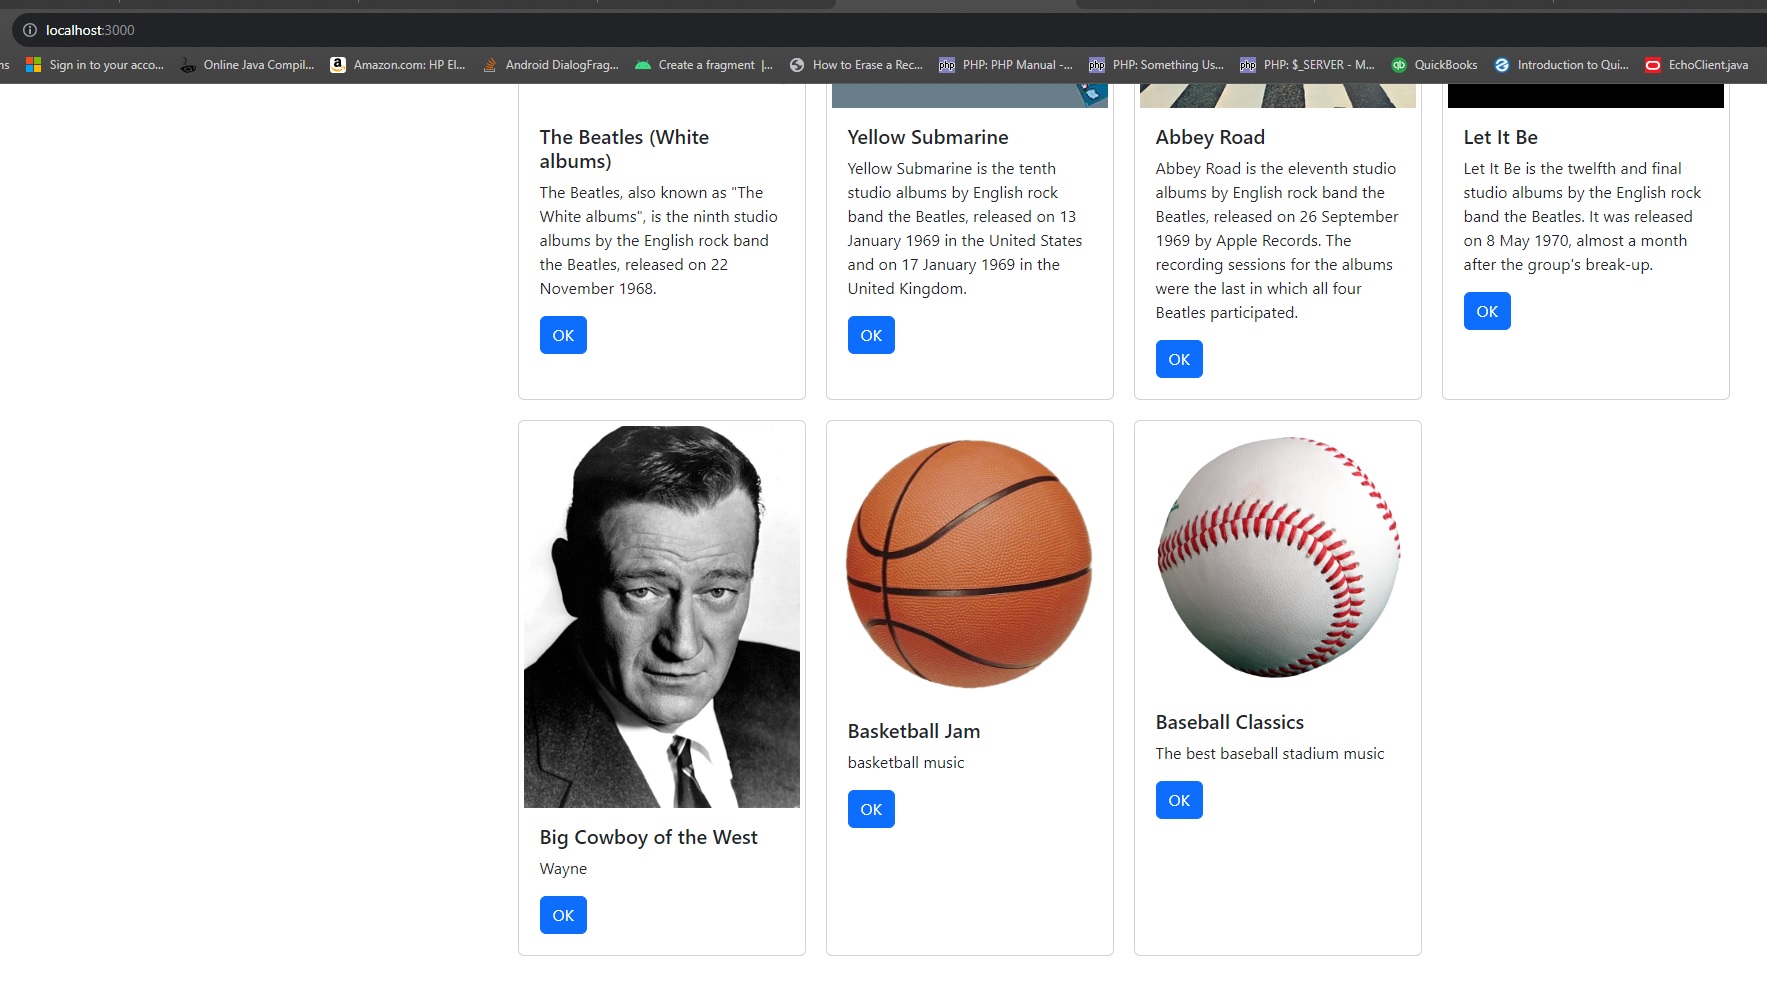 localhost:3000
ns
Sign in to your acco...
Online Java Compil...
Amazon.com: HP El...
Android DialogFrag...
Create a fragment |...
How to Erase a Rec...
php
PHP: PHP Manual -...
php
PHP: Something Us...
php
PHP: $_SERVER - M...
qb
QuickBooks
Introduction to Qui...
EchoClient.java
The Beatles (White
albums)
The Beatles, also known as "The
White albums", is the ninth studio
albums by the English rock band
the Beatles, released on 22
November 1968.
OK
Yellow Submarine
Yellow Submarine is the tenth
studio albums by English rock
band the Beatles, released on 13
January 1969 in the United States
and on 17 January 1969 in the
United Kingdom.
OK
Abbey Road
Abbey Road is the eleventh studio
albums by English rock band the
Beatles, released on 26 September
1969 by Apple Records. The
recording sessions for the albums
were the last in which all four
Beatles participated.
OK
Let It Be
Let It Be is the twelfth and final
studio albums by the English rock
band the Beatles. It was released
on 8 May 1970, almost a month
after the group's break-up.
OK
Big Cowboy of the West
Wayne
OK
Basketball Jam
basketball music
OK
Baseball Classics
The best baseball stadium music
OK